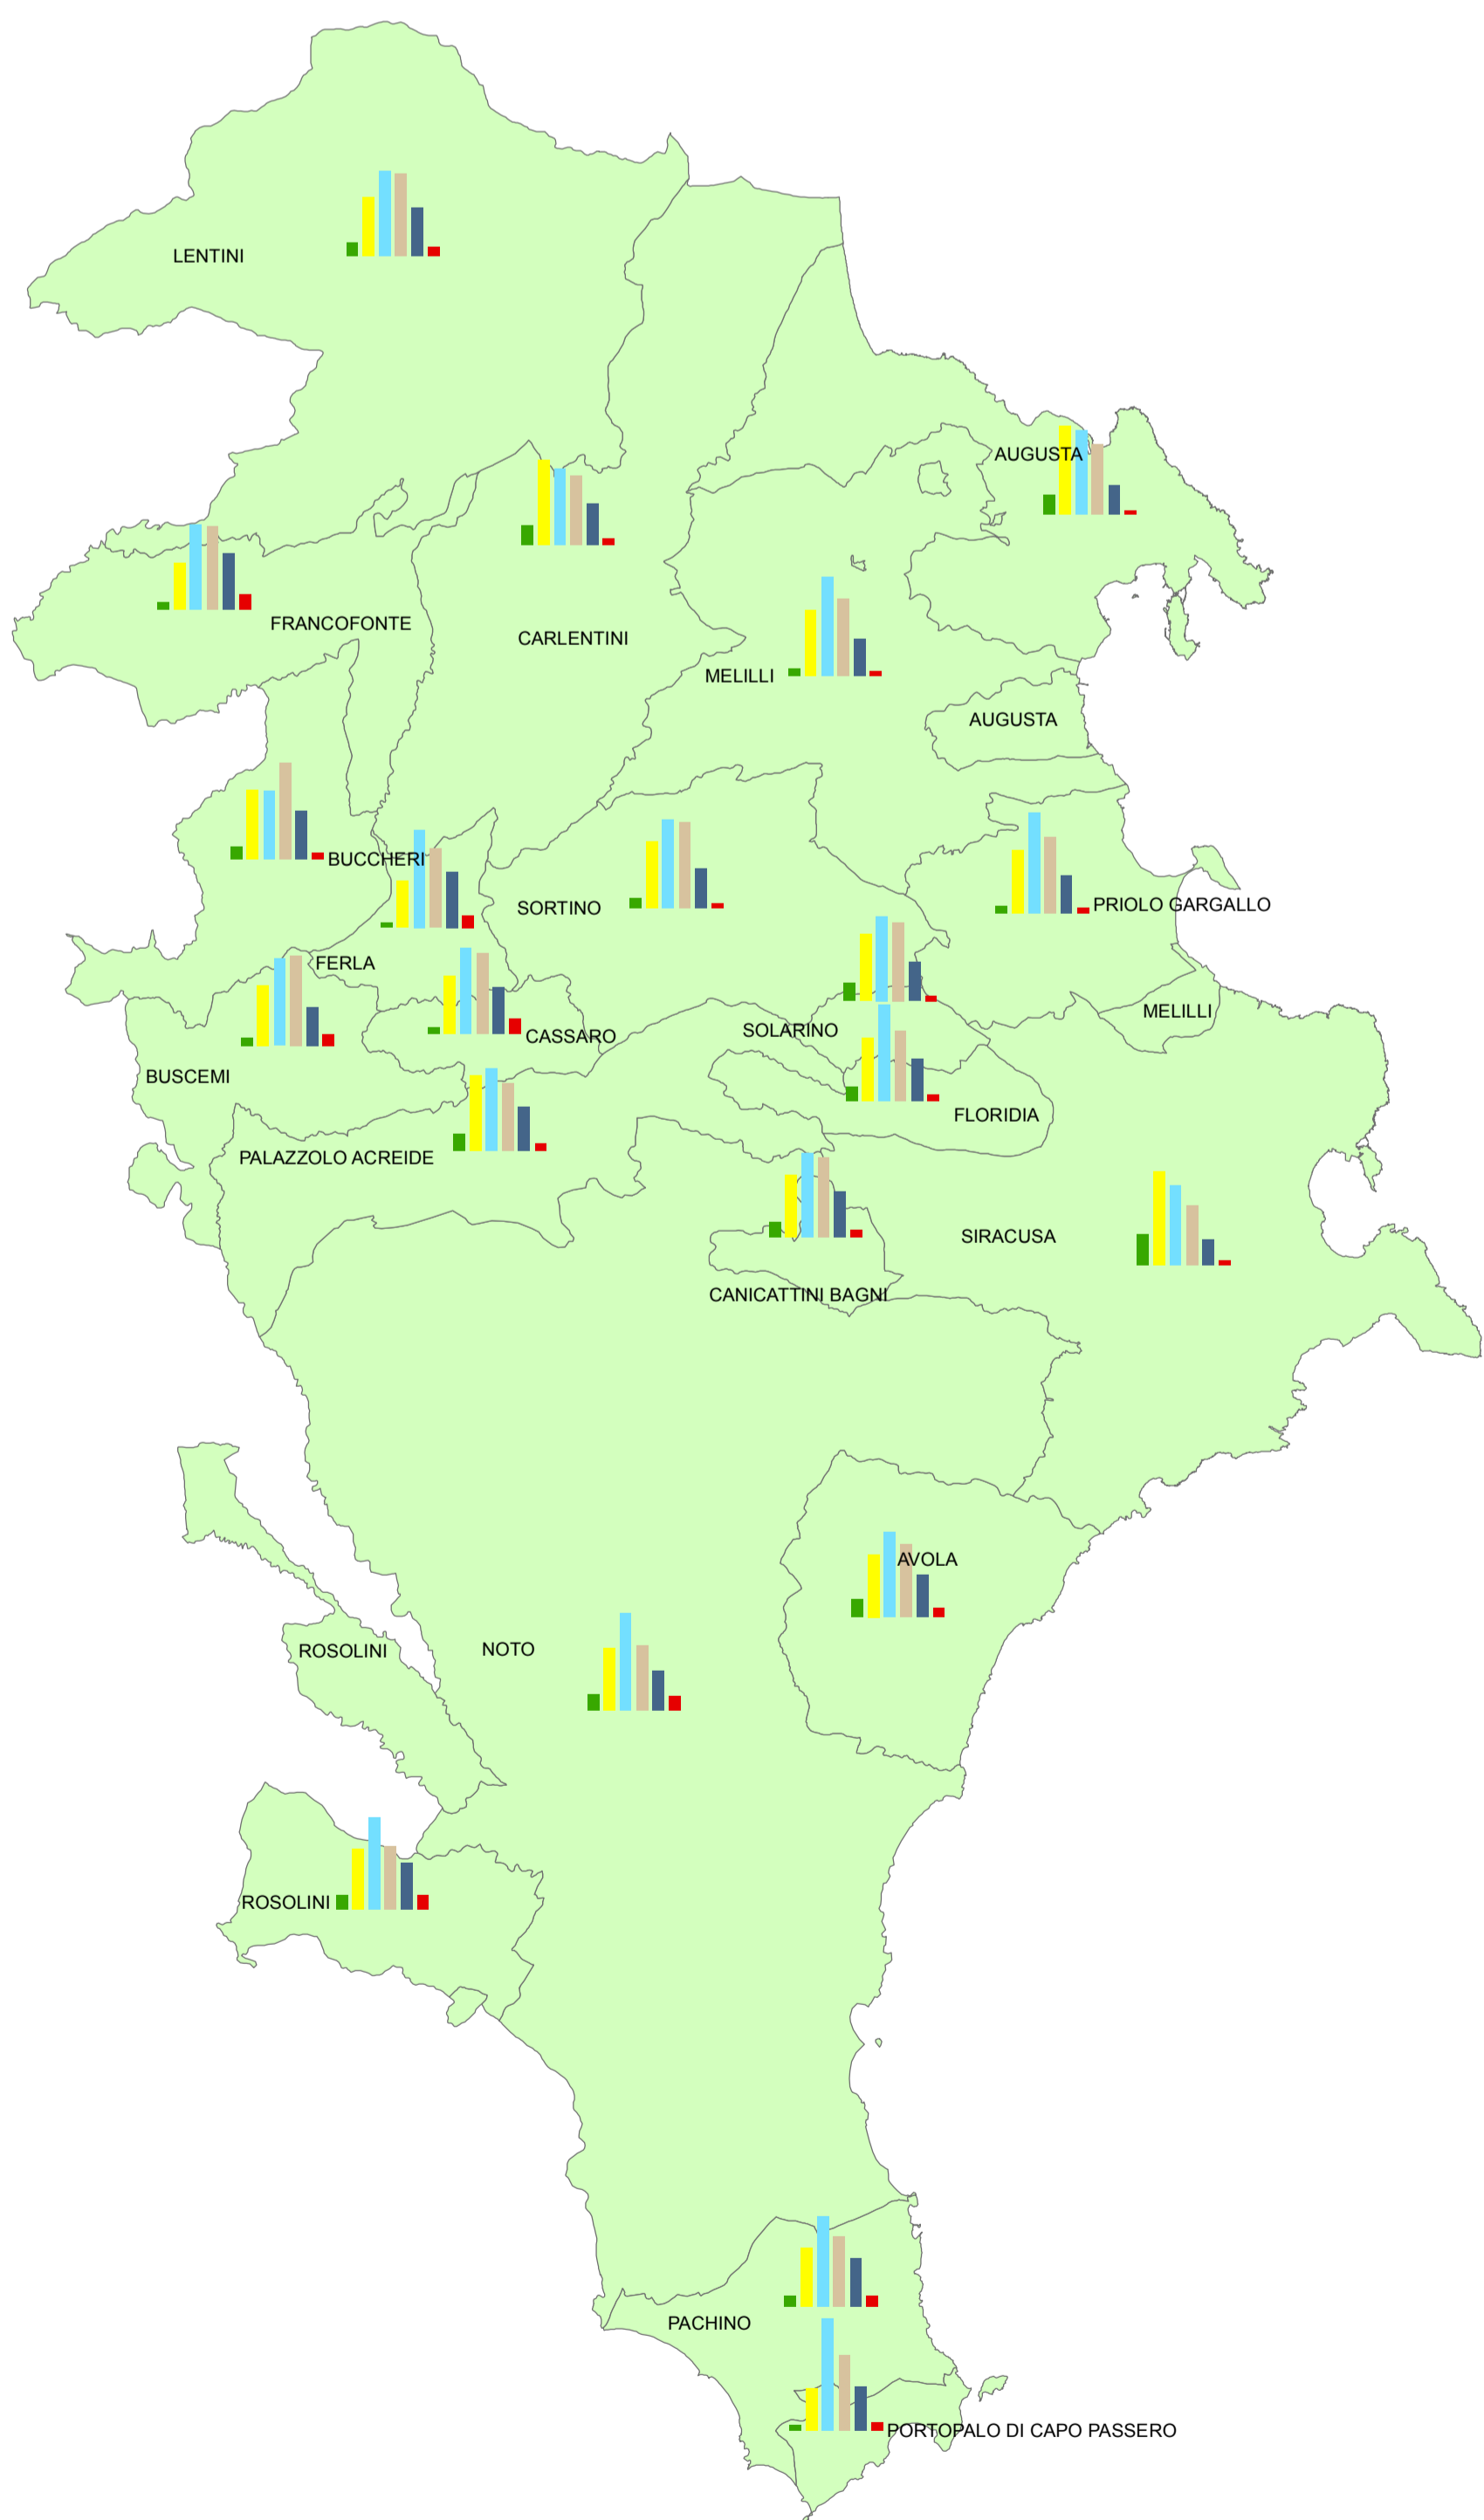 LENTINI
AUGUSTA
FRANCOFONTE
CARLENTINI
MELILLI
AUGUSTA
BUCCHERI
SORTINO
PRIOLO GARGALLO
FERLA
MELILLI
SOLARINO
CASSARO
BUSCEMI
FLORIDIA
PALAZZOLO ACREIDE
SIRACUSA
CANICATTINI BAGNI
AVOLA
NOTO
ROSOLINI
ROSOLINI
PACHINO
PORTOPALO DI CAPO PASSERO